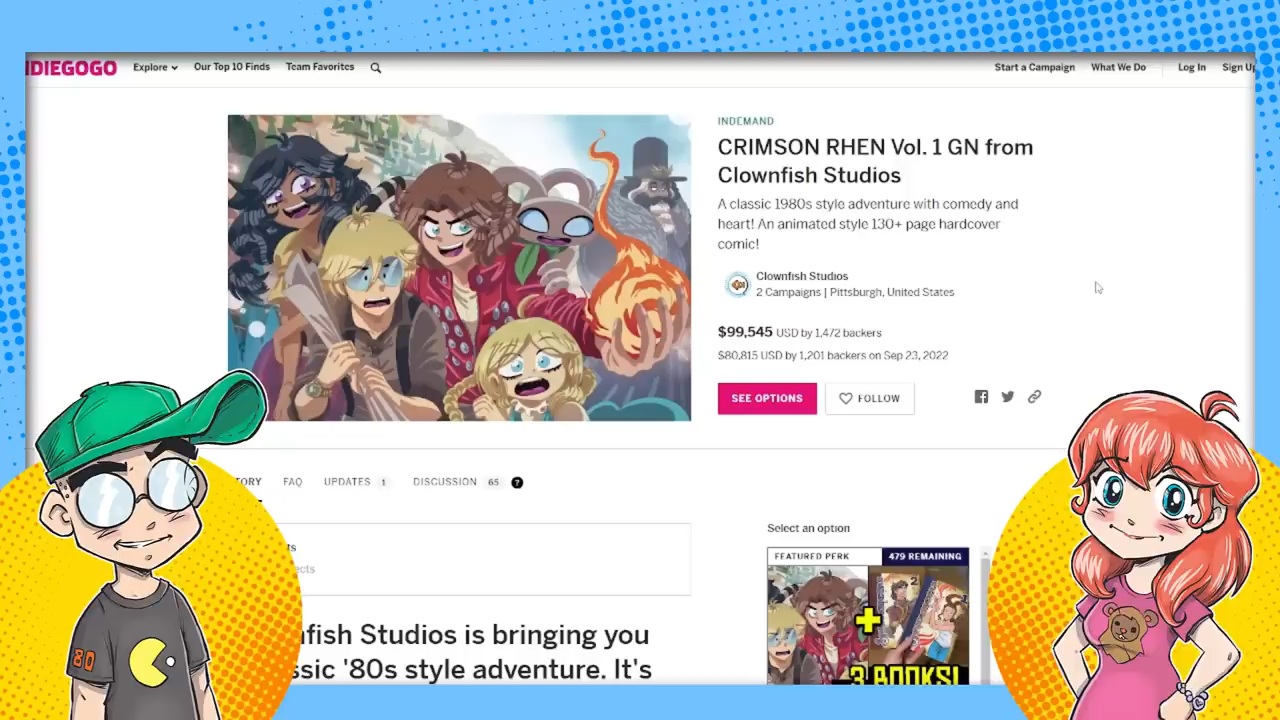 INDIEGOGO Explore Our Top 10 Finds Team Favorites Start a Campaign What We Do Log In Sign Up
INDEMAND
CRIMSON RHEN Vol. 1 GN from
Clownfish Studios
A classic 1980s style adventure with comedy and
heart! An animated style 130+ page hardcover
comic!
Clownfish Studios
2 Campaigns | Pittsburgh, United States
$99,545 USD by 1,472 backers
$80,815 USD by 1,201 backers on Sep 23, 2022
SEE OPTIONS FOLLOW
TORY FAQ UPDATES 1 DISCUSSION 65 ?
Select an option
ts
ects
FEATURED PERK 479 REMAINING
2
+
3 BOOKS!
nfish Studios is bringing you
ssic '80s style adventure. It's
80